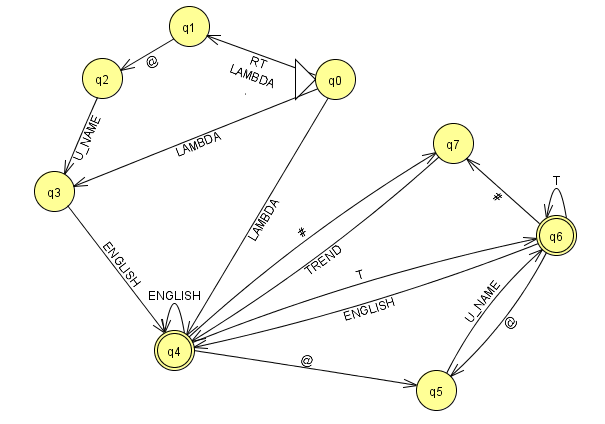 q1
@
RT
LAMBDA
q0
q2
U_NAME
LAMBDA
q7
q3
LAMBDA
#
T
#
q6
ENGLISH
TREND
T
ENGLISH
ENGLISH
U_NAME
@
q4
@
q5